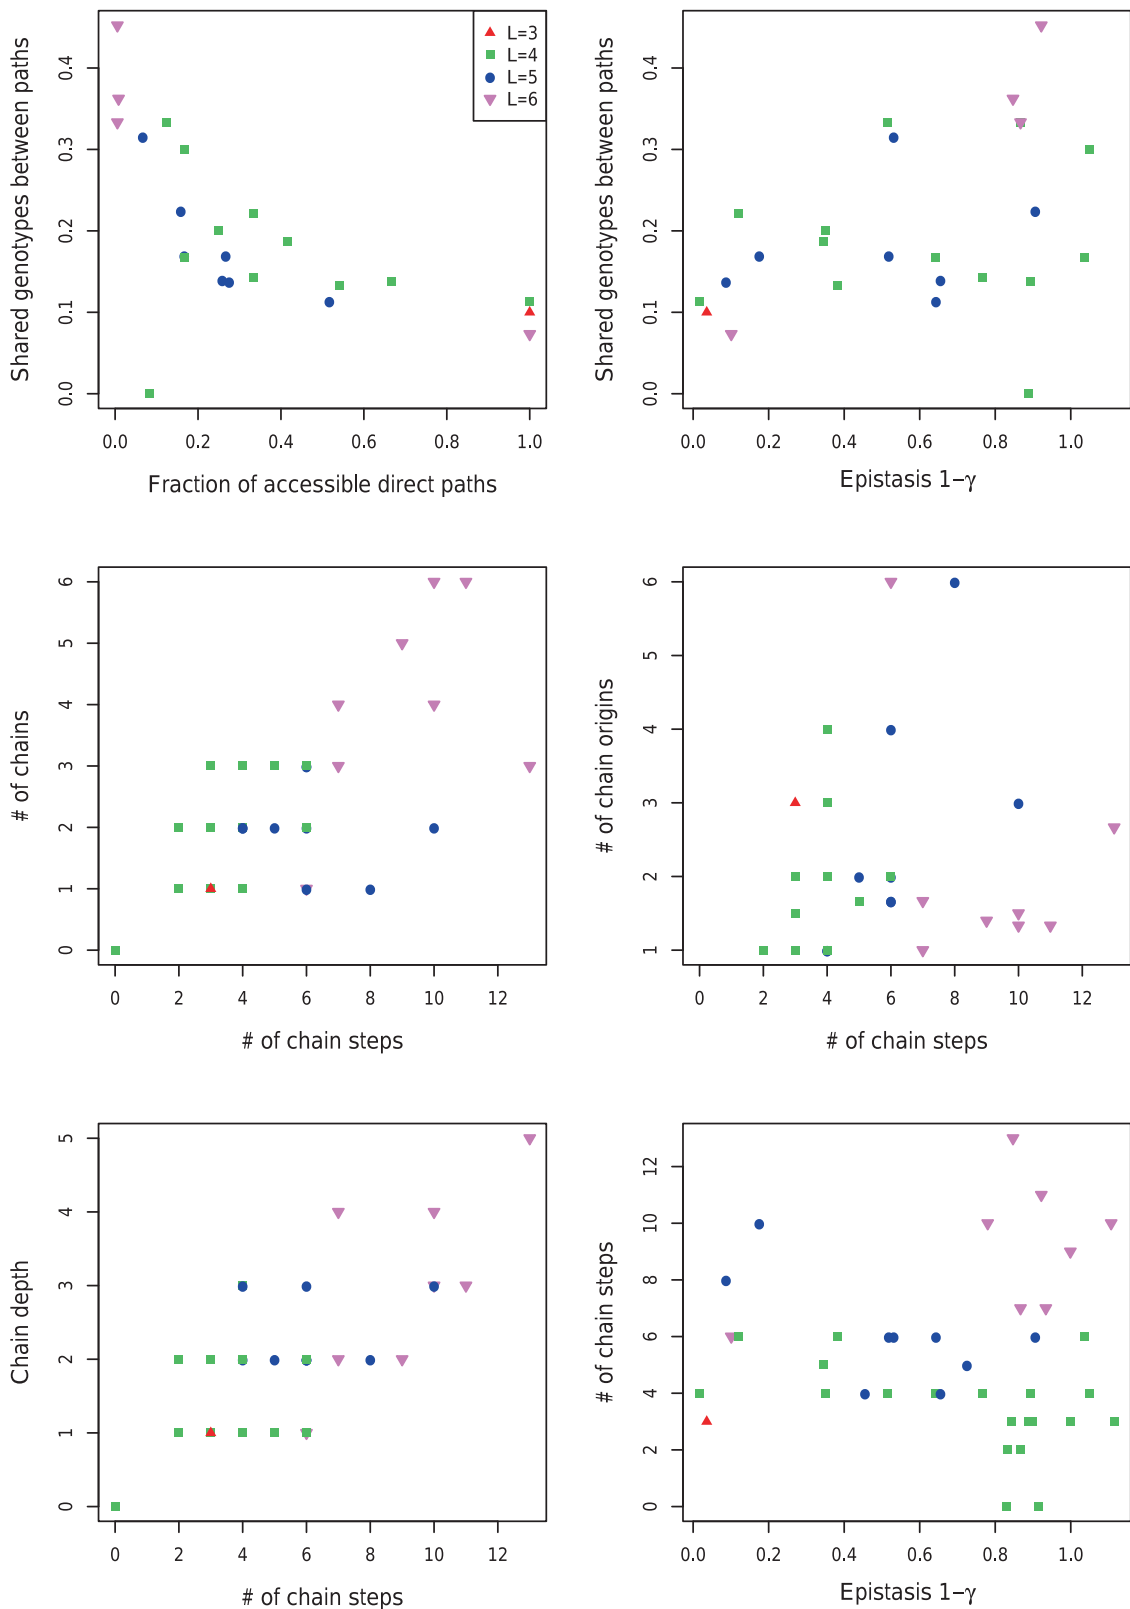 Shared genotypes between paths
0.0 0.1 0.2 0.3 0.4
L=3
L=4
L=5
L=6
0.0 0.2 0.4 0.6 0.8 1.0
Fraction of accessible direct paths
Shared genotypes between paths
0.0 0.1 0.2 0.3 0.4
0.0 0.2 0.4 0.6 0.8 1.0
Epistasis 1−γ
# of chains
0 1 2 3 4 5 6
0 2 4 6 8 10 12
# of chain steps
# of chain origins
1 2 3 4 5 6
0 2 4 6 8 10 12
# of chain steps
Chain depth
0 1 2 3 4 5
0 2 4 6 8 10 12
# of chain steps
# of chain steps
0 2 4 6 8 10 12
0.0 0.2 0.4 0.6 0.8 1.0
Epistasis 1−γ